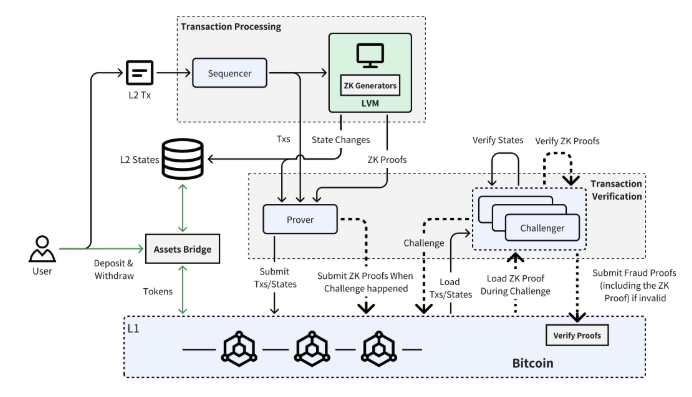 Transaction Processing
Sequencer
ZK Generators
LVM
L2 Tx
Txs
State Changes
ZK Proofs
L2 States
Verify States
Verify ZK Proofs
Transaction
Verification
Prover
Challenger
Challenge
User
Deposit &
Withdraw
Assets Bridge
Tokens
Submit
Txs/States
Submit ZK Proofs When
Challenge happened
Load
Txs/States
Load ZK Proof
During Challenge
Submit Fraud Proofs
(including the ZK
Proof) if invalid
L1
Verify Proofs
Bitcoin